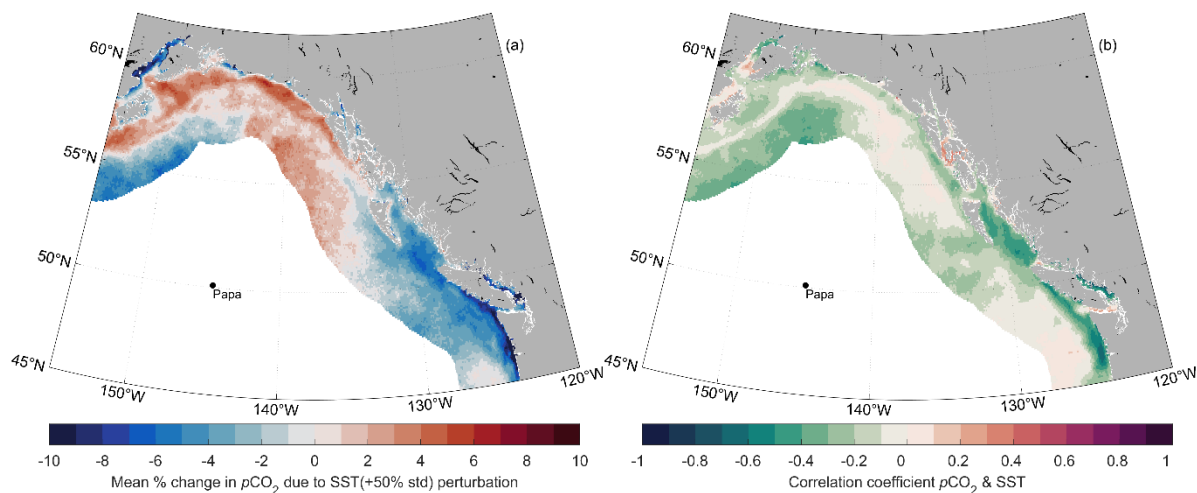 (a)
60°N
55°N
50°N
45°N
Papa
150°W
140°W
130°W
120°W
-10 -8 -6 -4 -2 0 2 4 6 8 10
Mean % change in pCO₂ due to SST(+50% std) perturbation
(b)
60°N
55°N
50°N
45°N
Papa
150°W
140°W
130°W
120°W
-1 -0.8 -0.6 -0.4 -0.2 0 0.2 0.4 0.6 0.8 1
Correlation coefficient pCO₂ & SST